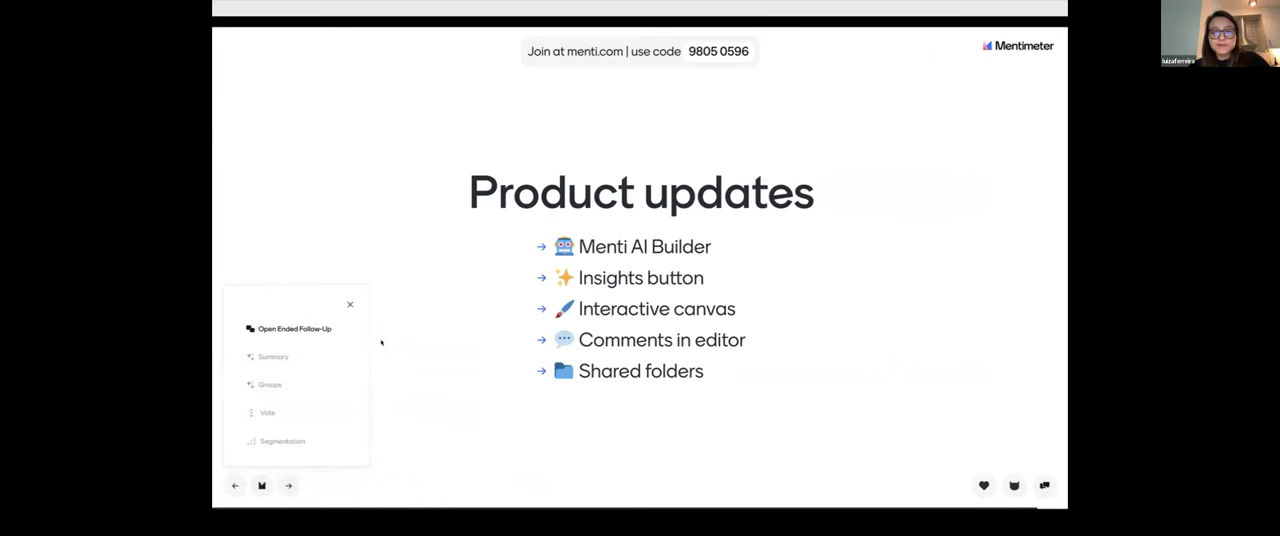 Join at menti.com | use code 9805 0596
Mentimeter
luizaferreira
Product updates
→ Menti AI Builder
→ Insights button
→ Interactive canvas
→ Comments in editor
→ Shared folders
Open Ended Follow-Up
Summary
Groups
Vote
Segmentation